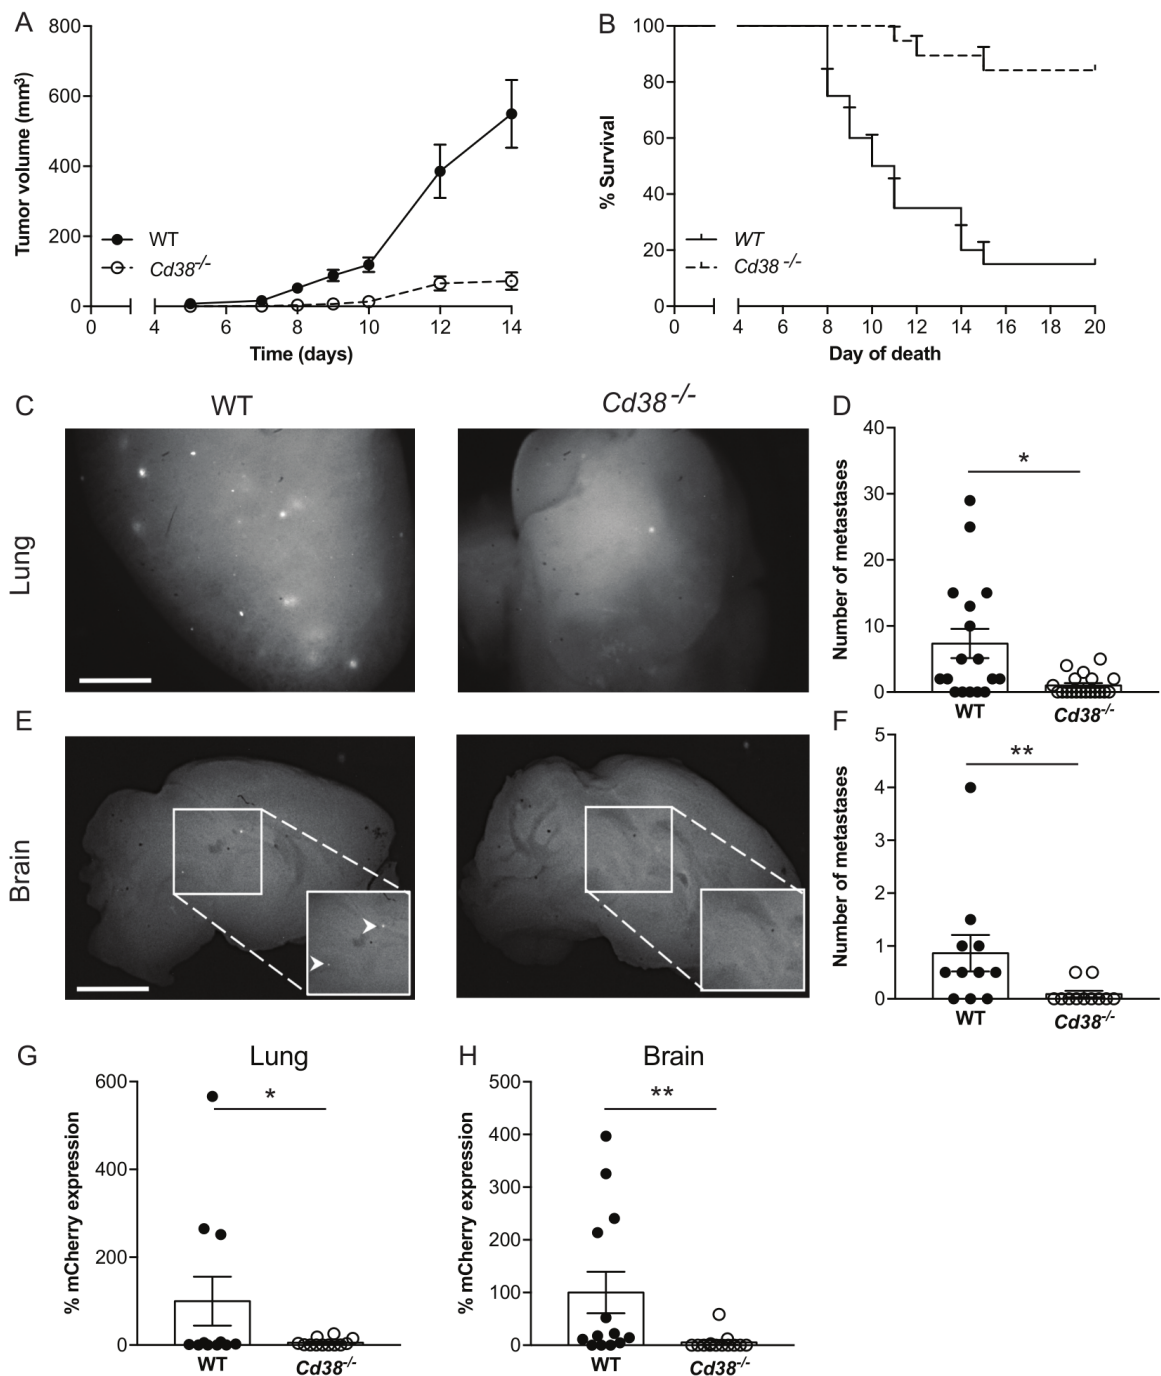 A
800
600
400
200
0
Tumor volume (mm³)
WT
Cd38-/-
0 4 6 8 10 12 14
Time (days)
B
100
80
60
40
20
0
% Survival
WT
Cd38-/-
0 4 6 8 10 12 14 16 18 20
Day of death
C
WT
Cd38-/-
Lung
D
40
30
20
10
0
Number of metastases
*
WT Cd38-/-
E
Brain
F
5
4
3
2
1
0
Number of metastases
**
WT Cd38-/-
G
Lung
600
400
200
0
% mCherry expression
*
WT Cd38-/-
H
Brain
500
400
300
200
100
0
% mCherry expression
**
WT Cd38-/-